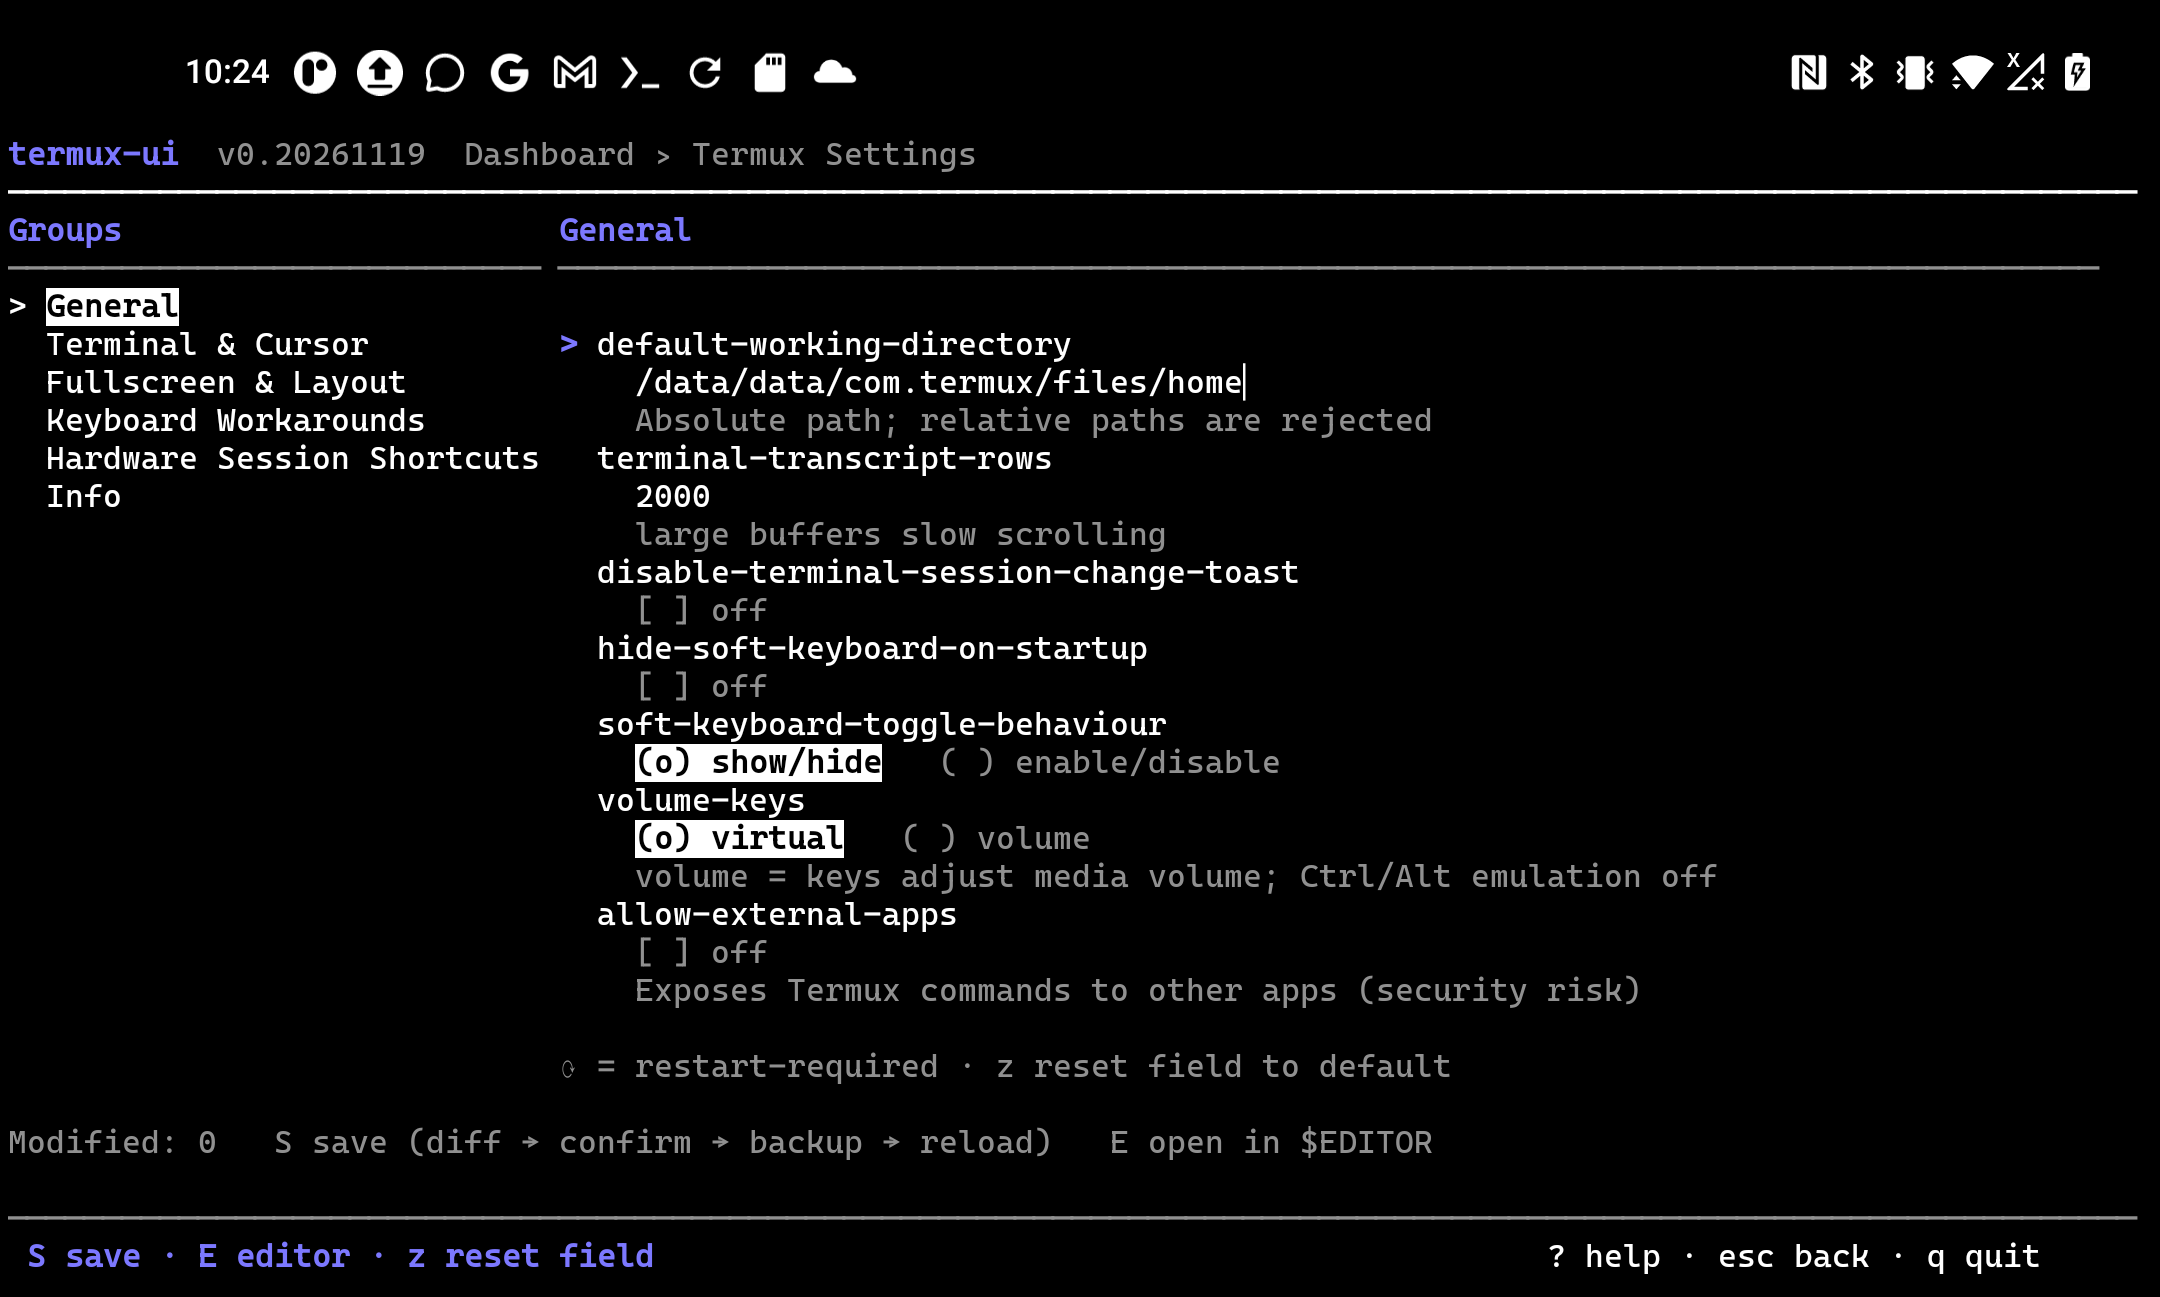 10:24
termux-ui  v0.20261119  Dashboard > Termux Settings
Groups
> General
Terminal & Cursor
Fullscreen & Layout
Keyboard Workarounds
Hardware Session Shortcuts
Info
General
> default-working-directory
/data/data/com.termux/files/home
Absolute path; relative paths are rejected
terminal-transcript-rows
2000
large buffers slow scrolling
disable-terminal-session-change-toast
[ ] off
hide-soft-keyboard-on-startup
[ ] off
soft-keyboard-toggle-behaviour
(o) show/hide   ( ) enable/disable
volume-keys
(o) virtual   ( ) volume
volume = keys adjust media volume; Ctrl/Alt emulation off
allow-external-apps
[ ] off
Exposes Termux commands to other apps (security risk)
⟳ = restart-required · z reset field to default
Modified: 0   S save (diff → confirm → backup → reload)   E open in $EDITOR
S save · E editor · z reset field
? help · esc back · q quit